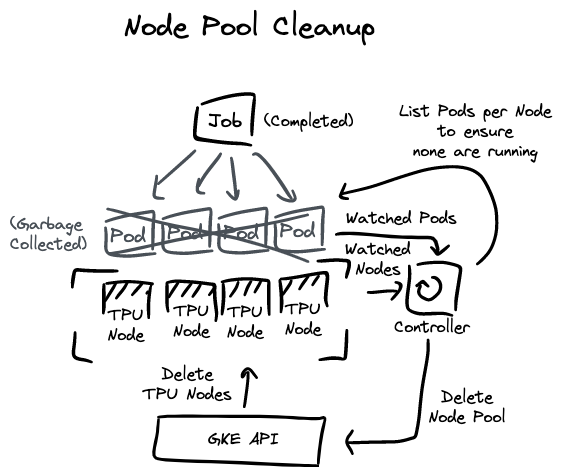 Node Pool Cleanup
Job
(Completed)
List Pods per Node
to ensure
none are running
(Garbage
Collected)
Pod
Pod
Pod
Pod
Watched Pods
Watched
Nodes
TPU
Node
TPU
Node
TPU
Node
TPU
Node
Controller
Delete
TPU Nodes
Delete
Node Pool
GKE API